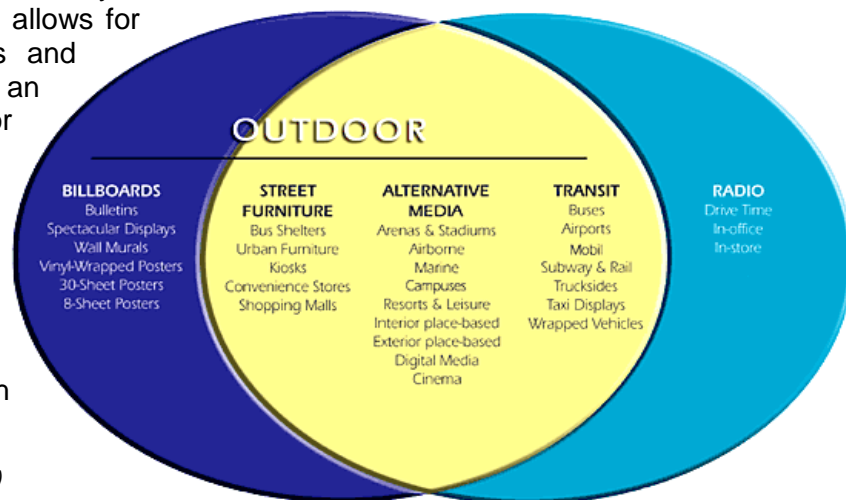 allows for
and
an
or
OUTDOOR
BILLBOARDS
Bulletins
Spectacular Displays
Wall Murals
Vinyl-Wrapped Posters
30-Sheet Posters
8-Sheet Posters
STREET
FURNITURE
Bus Shelters
Urban Furniture
Kiosks
Convenience Stores
Shopping Malls
ALTERNATIVE
MEDIA
Arenas & Stadiums
Airborne
Marine
Campuses
Resorts & Leisure
Interior place-based
Exterior place-based
Digital Media
Cinema
TRANSIT
Buses
Airports
Mobil
Subway & Rail
Trucksides
Taxi Displays
Wrapped Vehicles
RADIO
Drive Time
In-office
In-store